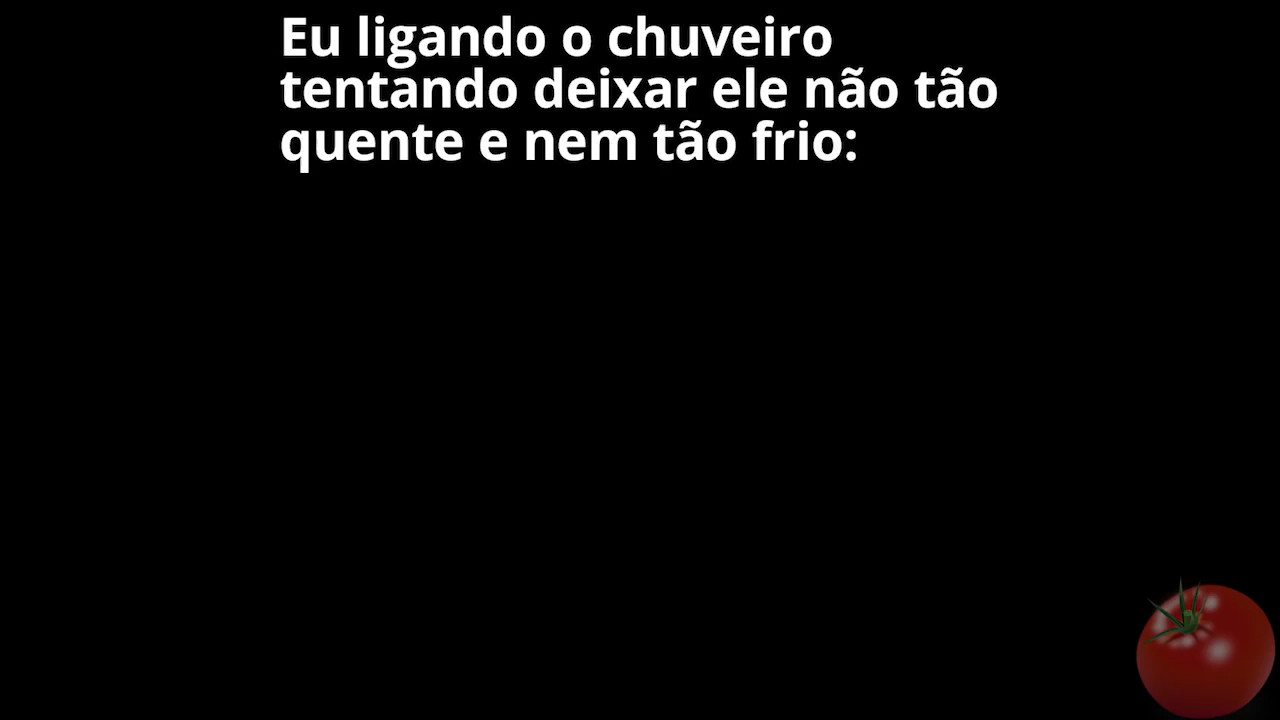 Eu ligando o chuveiro
tentando deixar ele não tão
quente e nem tão frio: